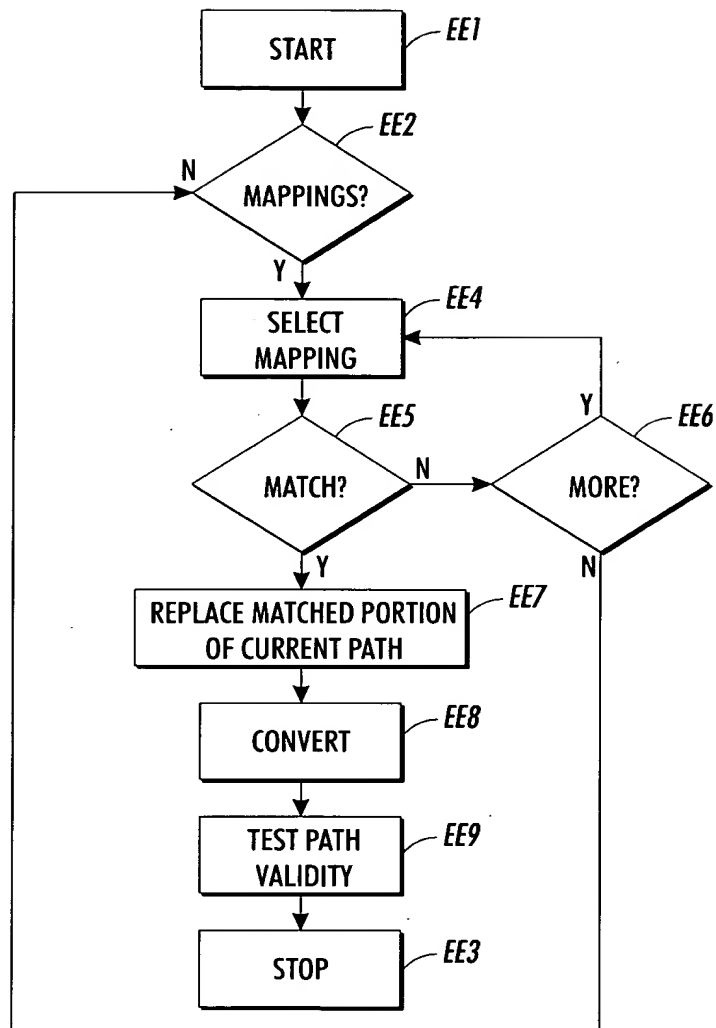 START
EE1
EE2
N
MAPPINGS?
Y
EE4
SELECT
MAPPING
EE5
Y
EE6
MATCH?
N
MORE?
Y
N
REPLACE MATCHED PORTION
OF CURRENT PATH
EE7
CONVERT
EE8
TEST PATH
VALIDITY
EE9
STOP
EE3